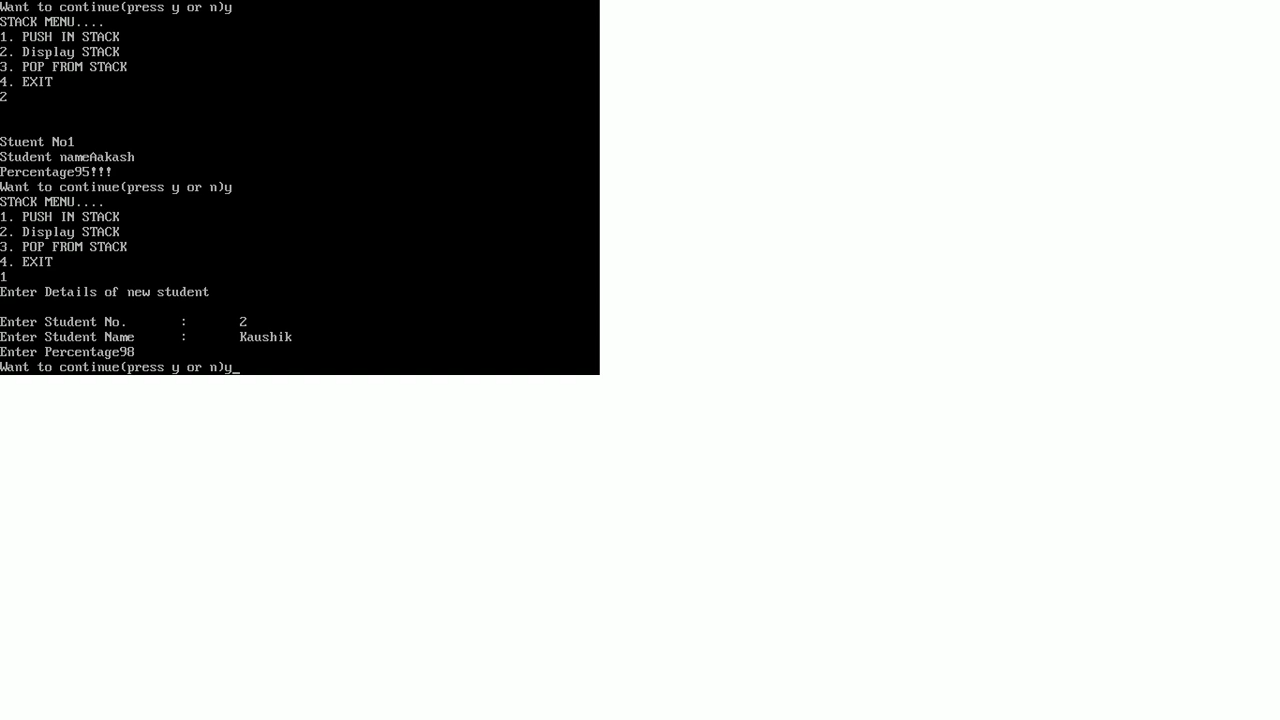 Want to continue(press y or n)y
STACK MENU....
1. PUSH IN STACK
2. Display STACK
3. POP FROM STACK
4. EXIT
2
Stuent No1
Student nameAakash
Percentage95!!!
Want to continue(press y or n)y
STACK MENU....
1. PUSH IN STACK
2. Display STACK
3. POP FROM STACK
4. EXIT
1
Enter Details of new student
Enter Student No. : 2
Enter Student Name : Kaushik
Enter Percentage98
Want to continue(press y or n)y_